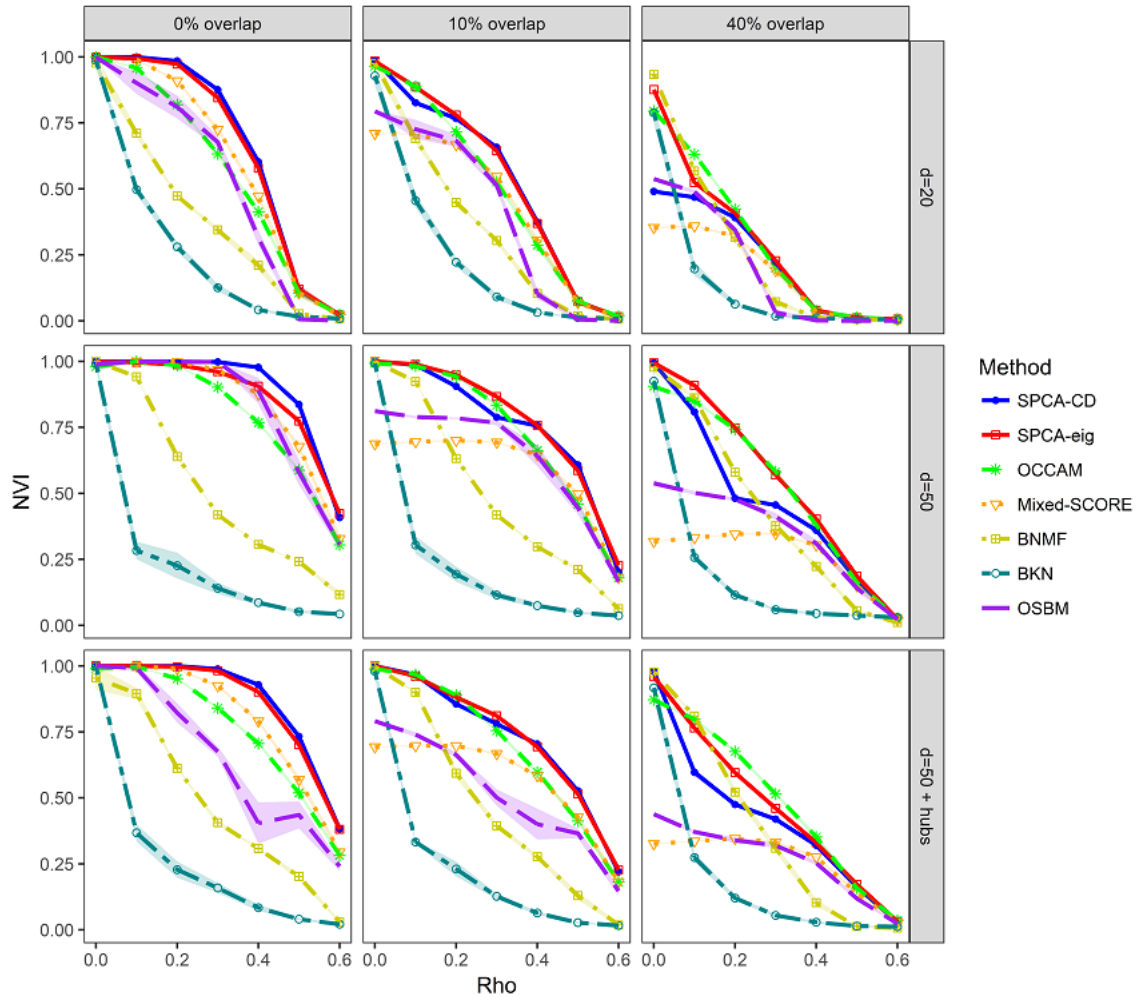 0% overlap 10% overlap 40% overlap
1.00
0.75
0.50
0.25
0.00
d=20
1.00
0.75
0.50
0.25
0.00
d=50
NVI
1.00
0.75
0.50
0.25
0.00
d=50 + hubs
0.0 0.2 0.4 0.6 0.0 0.2 0.4 0.6 0.0 0.2 0.4 0.6
Rho
Method
SPCA-CD
SPCA-eig
OCCAM
Mixed-SCORE
BNMF
BKN
OSBM